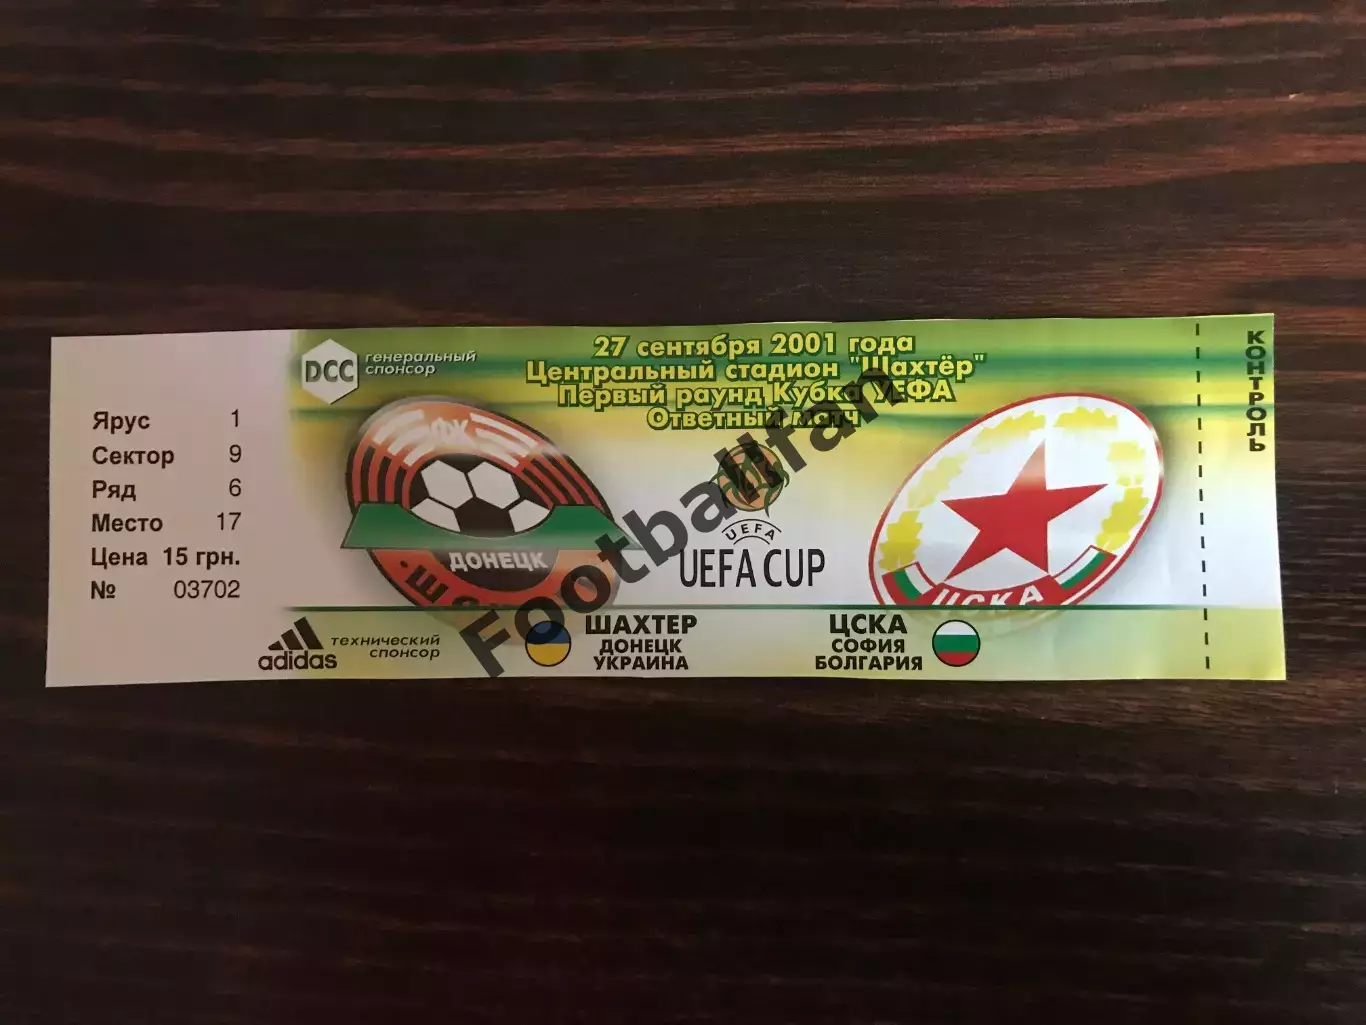 Ярус 1
Сектор 9
Ряд 6
Место 17
Цена 15 грн.
№ 03702
DCC генеральный
спонсор
27 сентября 2001 года
Центральный стадион "Шахтёр"
Первый раунд Кубка УЕФА
Ответный матч
ФК
ДОНЕЦК
UEFA
UEFA CUP
ЦСКА
adidas
технический
спонсор
ШАХТЕР
ДОНЕЦК
УКРАИНА
ЦСКА
СОФИЯ
БОЛГАРИЯ
КОНТРОЛЬ
Footballfan